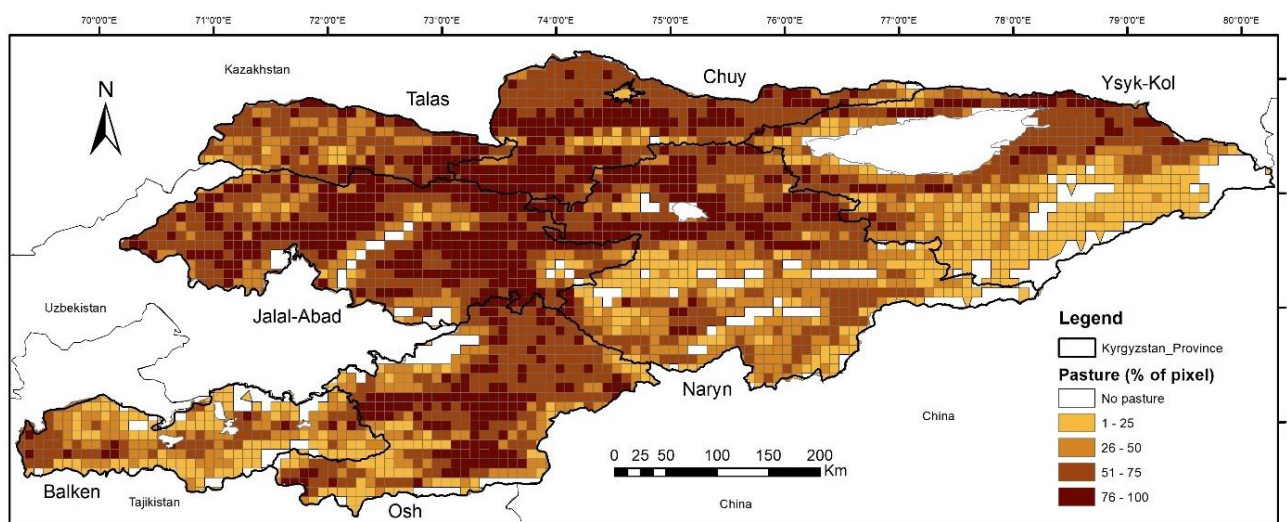 70°0'0"E 71°0'0"E 72°0'0"E 73°0'0"E 74°0'0"E 75°0'0"E 76°0'0"E 77°0'0"E 78°0'0"E 79°0'0"E 80°0'0"E
Kazakhstan
Chuy
Ysyk-Kol
N
Talas
Uzbekistan
Jalal-Abad
Legend
Kyrgyzstan_Province
Pasture (% of pixel)
No pasture
1 - 25
26 - 50
51 - 75
76 - 100
Naryn
China
0 25 50 100 150 200
Km
Balken
Tajikistan
Osh
China